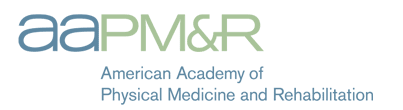 aaPM&R
American Academy of
Physical Medicine and Rehabilitation